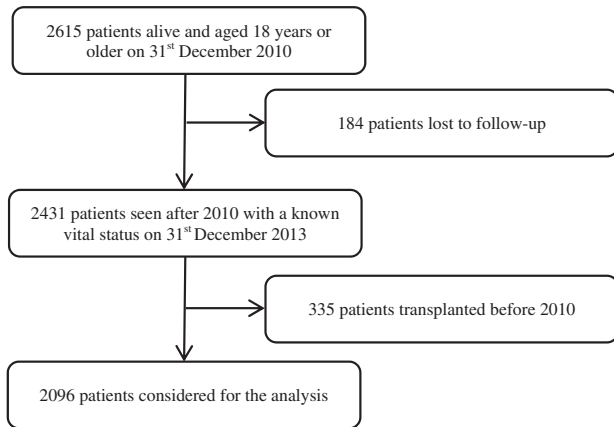 2615 patients alive and aged 18 years or
older on 31st December 2010
184 patients lost to follow-up
2431 patients seen after 2010 with a known
vital status on 31st December 2013
335 patients transplanted before 2010
2096 patients considered for the analysis